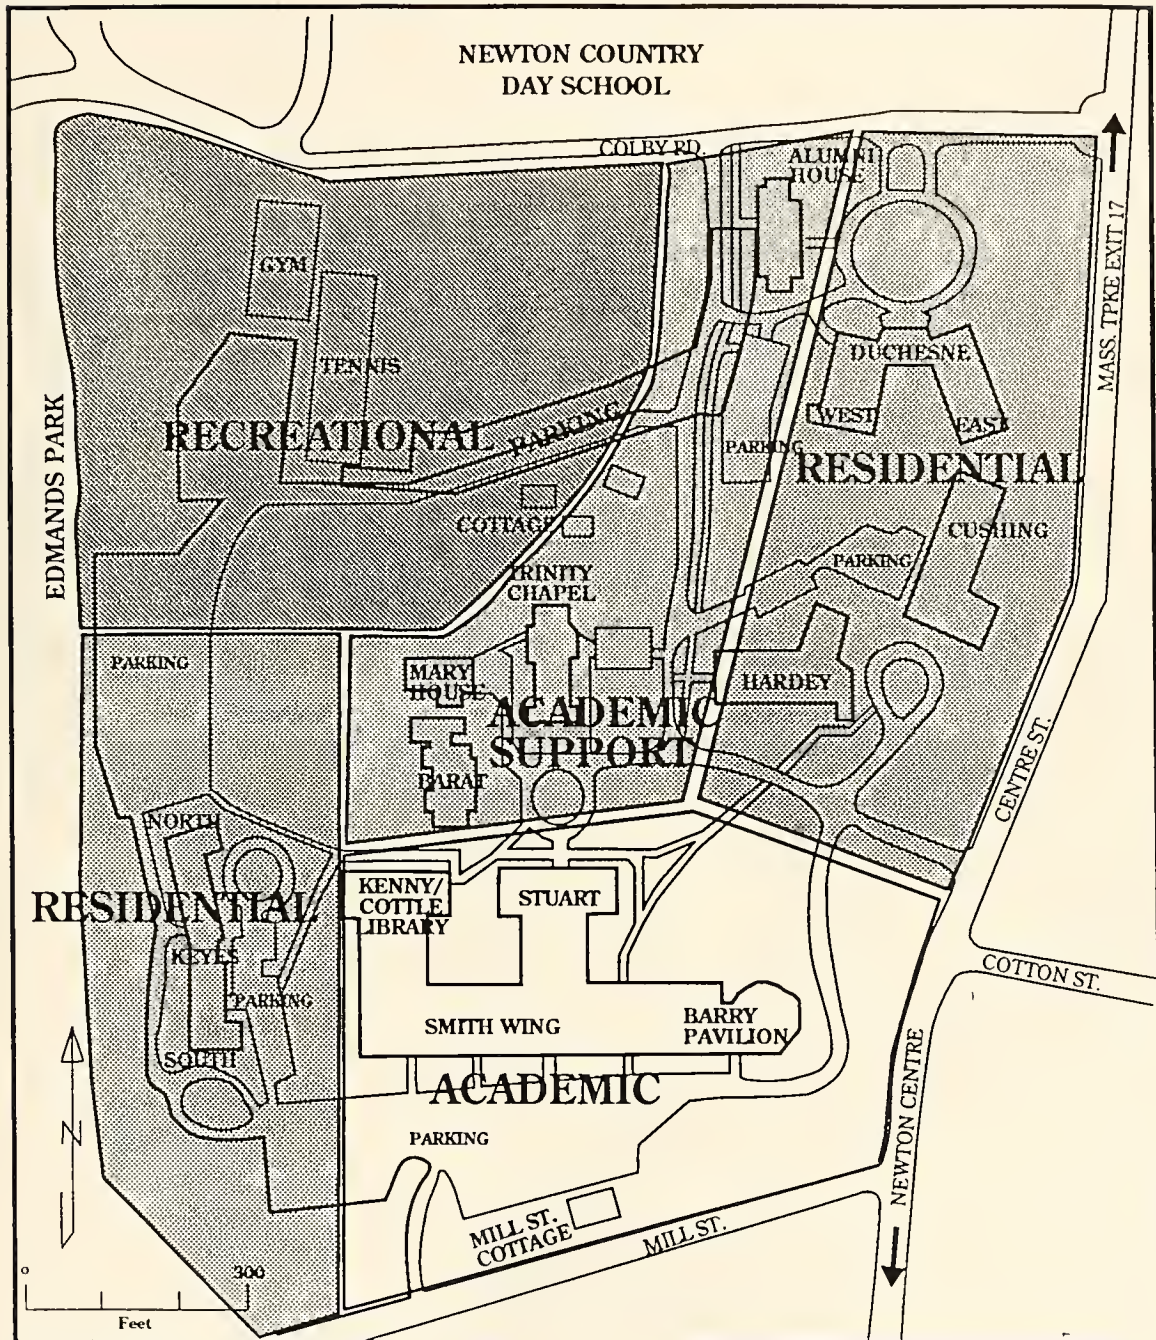 NEWTON COUNTRY
DAY SCHOOL
COLBY RD.
ALUMNI
HOUSE
MASS. TPKE EXIT 17
GYM
TENNIS
DUCHESNE
WEST
EAST
EDMANDS PARK
RECREATIONAL
PARKING
PARKING
RESIDENTIAL
COTTAGE
CUSHING
PARKING
TRINITY
CHAPEL
PARKING
MARY
HOUSE
HARDEY
ACADEMIC
SUPPORT
BARAT
CENTRE ST.
NORTH
KENNY/
COTTLE
LIBRARY
STUART
RESIDENTIAL
KEYES
COTTON ST.
PARKING
SMITH WING
BARRY
PAVILION
SOUTH
ACADEMIC
NEWTON CENTRE
PARKING
N
MILL ST.
COTTAGE
MILL ST.
0
300
Feet